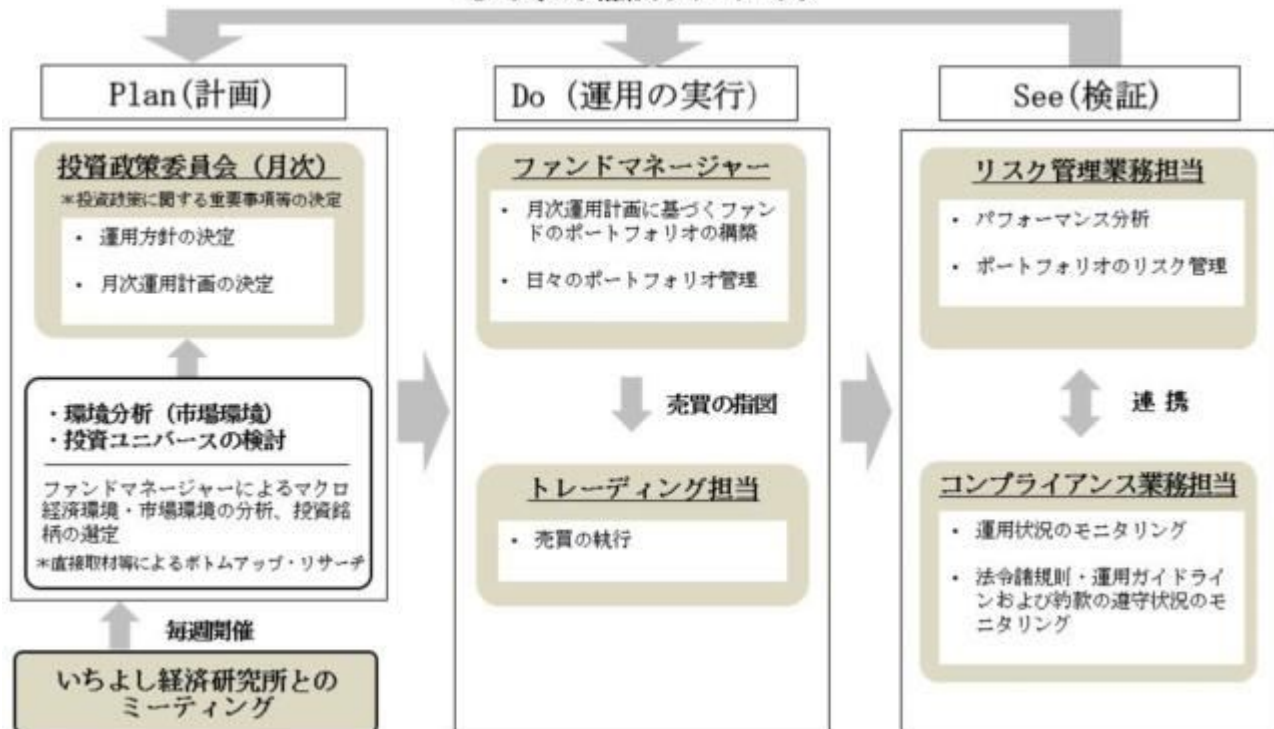 Plan(計画)
投資政策委員会（月次）
＊投資政策に関する重要事項等の決定
・ 運用方針の決定
・ 月次運用計画の決定
・環境分析（市場環境）
・投資ユニバースの検討
ファンドマネージャーによるマクロ
経済環境・市場環境の分析、投資銘
柄の選定
＊直接取材等によるボトムアップ・リサーチ
毎週開催
いちよし経済研究所との
ミーティング
Do (運用の実行)
ファンドマネージャー
・ 月次運用計画に基づくファン
ドのポートフォリオの構築
・ 日々のポートフォリオ管理
売買の指図
トレーディング担当
・ 売買の執行
See(検証)
リスク管理業務担当
・ パフォーマンス分析
・ ポートフォリオのリスク管理
連 携
コンプライアンス業務担当
・ 運用状況のモニタリング
・ 法令諸規則・運用ガイドライ
ンおよび約款の遵守状況のモ
ニタリング